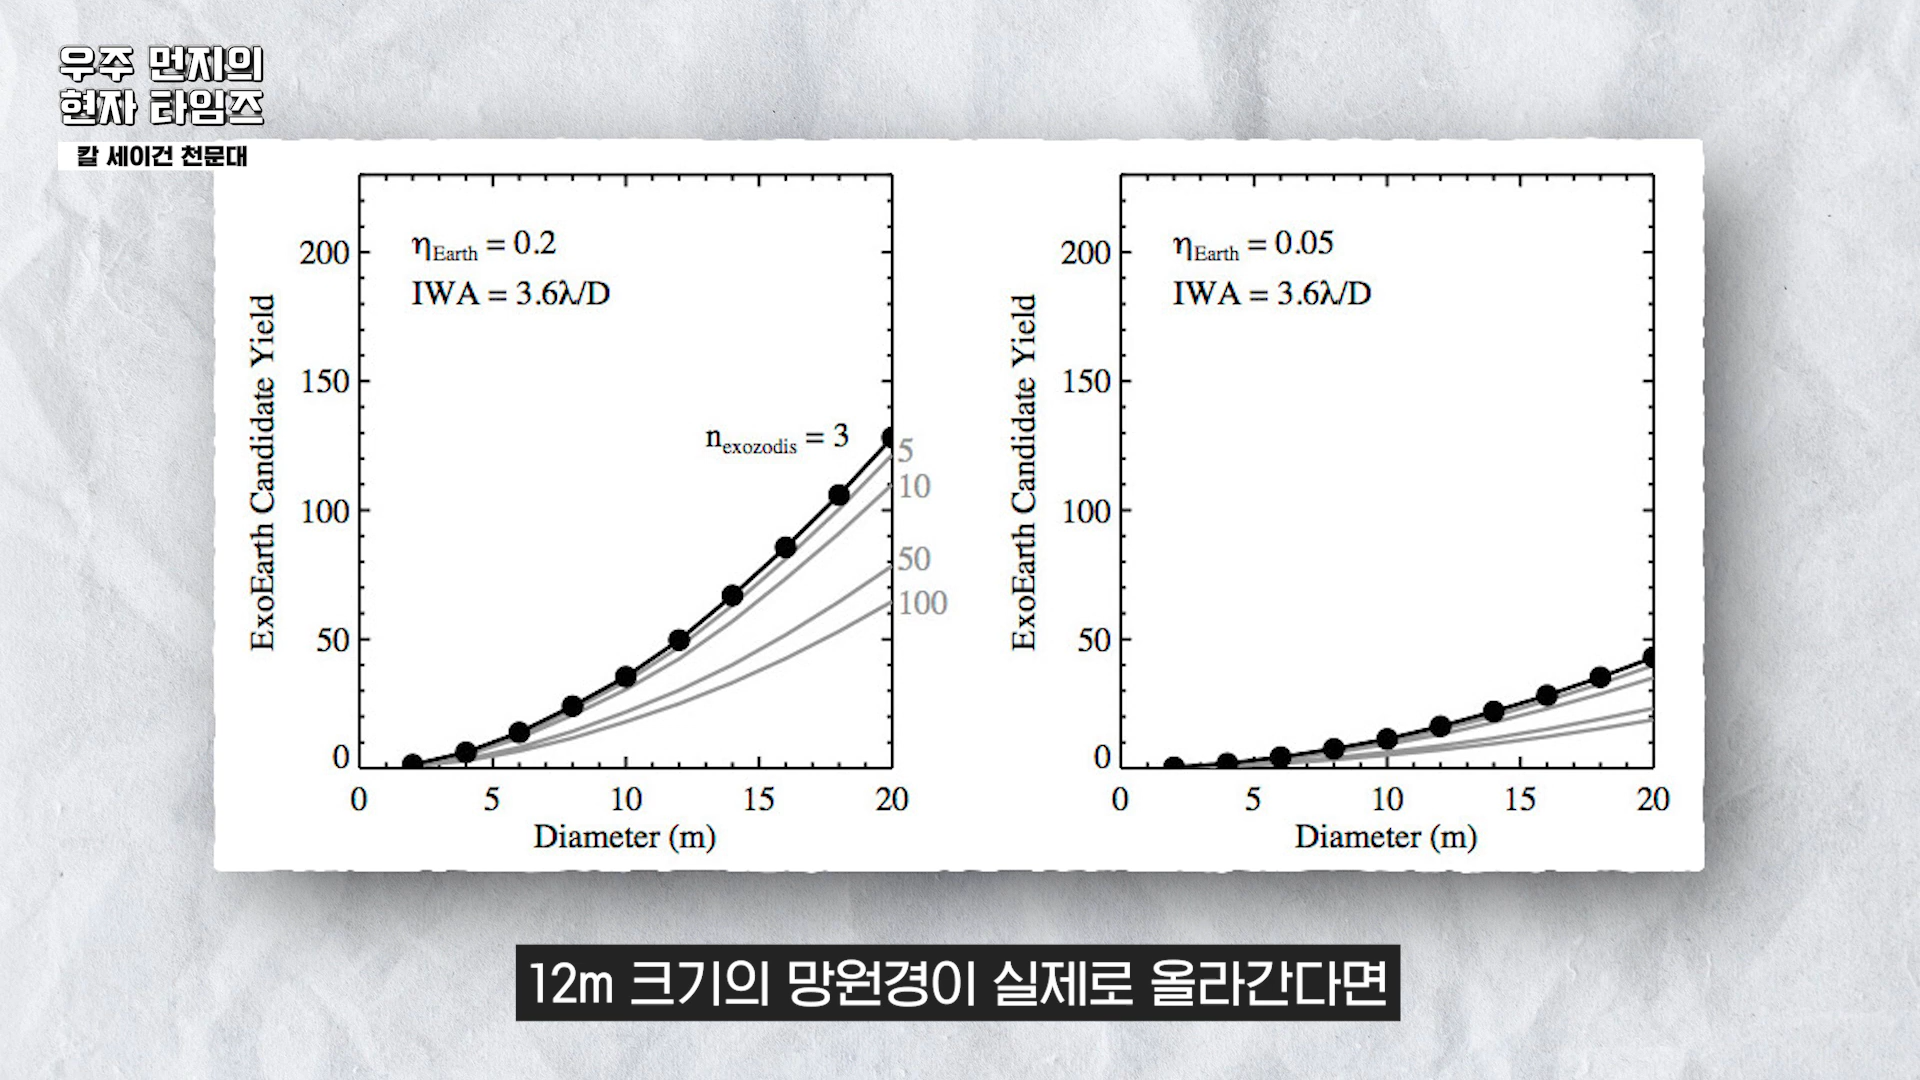 우주 먼지의
현자 타임즈
칼 세이건 천문대
200
150
100
50
0
ExoEarth Candidate Yield
ηEarth = 0.2
IWA = 3.6λ/D
nexozodis = 3
5
10
50
100
0 5 10 15 20
Diameter (m)
200
150
100
50
0
ExoEarth Candidate Yield
ηEarth = 0.05
IWA = 3.6λ/D
0 5 10 15 20
Diameter (m)
12m 크기의 망원경이 실제로 올라간다면